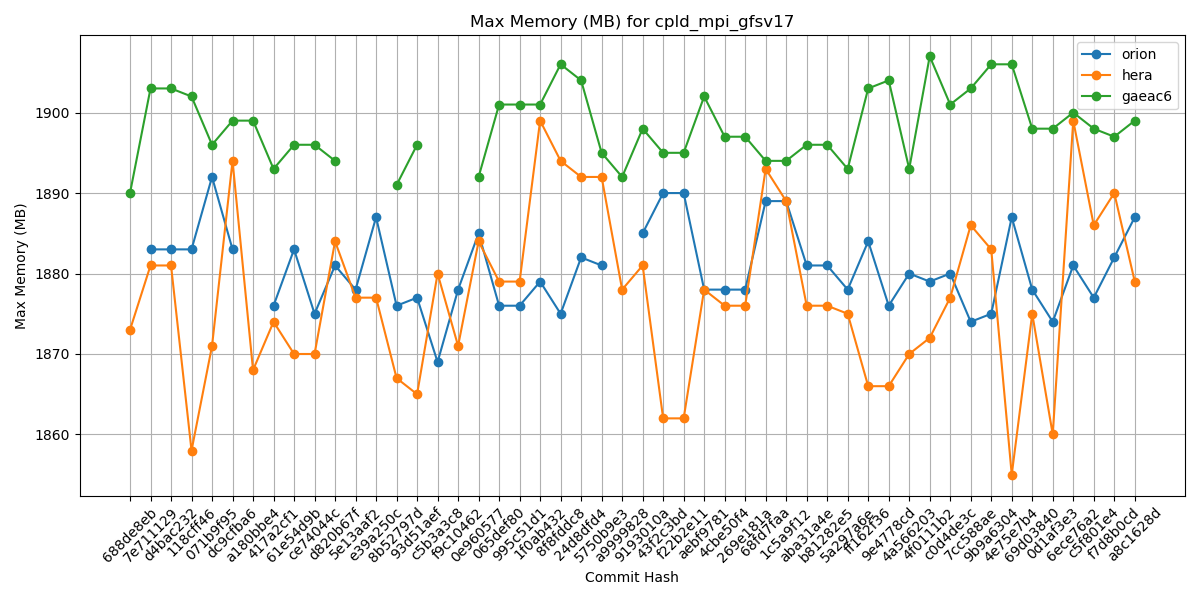 Max Memory (MB) for cpld_mpi_gfsv17
orion
hera
gaeac6
Max Memory (MB)
1900
1890
1880
1870
1860
688de8eb
7e711129
d4bac232
118cff46
071b9f95
dc9cfba6
a180bbe4
417a2cf1
61e54d9b
ce74044c
d820b67f
5e13aaf2
e39a250c
8b52797d
93d51aef
c5b3a3c8
f9c10462
0e960577
065def80
995c51d1
1f0ab432
8f8fddc8
24d8dfd4
5750b9e3
a9999828
9193010a
43f2c3bd
f22b2e11
aebf9781
4cbe50f4
269e181a
68fd7faa
1c5a9f12
aba31a4e
b81282e5
5a297a6e
ff162f36
9e4778cd
4a566203
4f011b2
c0d4de3c
7cc588ae
9b9a6304
4e75e7b4
69d03840
0d1af3e3
6ece76a2
c5f801e4
f7d8b0cd
a8c1628d
Commit Hash